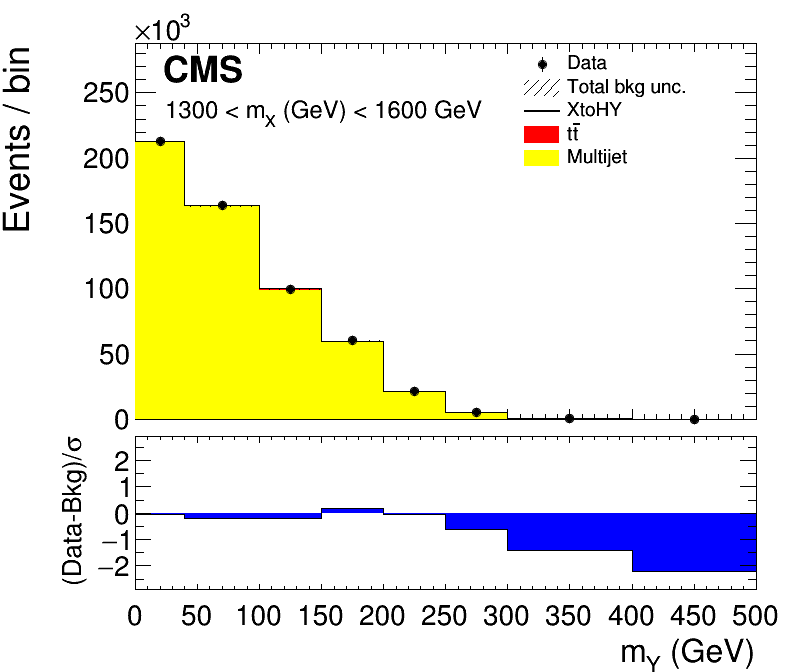 ×10³
Events / bin
250
200
150
100
50
0
CMS
1300 < m_X (GeV) < 1600 GeV
Data
Total bkg unc.
XtoHY
tt̄
Multijet
(Data-Bkg)/σ
2
1
0
−1
−2
0 50 100 150 200 250 300 350 400 450 500
m_Y (GeV)